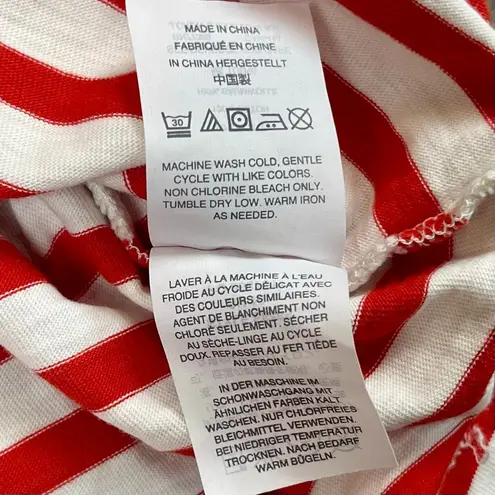 MADE IN CHINA
FABRIQUÉ EN CHINE
IN CHINA HERGESTELLT
中国製
30
MACHINE WASH COLD, GENTLE
CYCLE WITH LIKE COLORS.
NON CHLORINE BLEACH ONLY.
TUMBLE DRY LOW. WARM IRON
AS NEEDED.
LAVER À LA MACHINE À L'EAU
FROIDE AU CYCLE DÉLICAT AVEC
DES COULEURS SIMILAIRES.
AGENT DE BLANCHIMENT NON
CHLORÉ SEULEMENT. SÉCHER
AU SÈCHE-LINGE AU CYCLE
DOUX. REPASSER AU FER TIÈDE
AU BESOIN.
IN DER MASCHINE IM
SCHONWASCHGANG MIT
ÄHNLICHEN FARBEN KALT
WASCHEN. NUR CHLORFREIES
BLEICHMITTEL VERWENDEN.
BEI NIEDRIGER TEMPERATUR
TROCKNEN. NACH BEDARF
WARM BÜGELN.